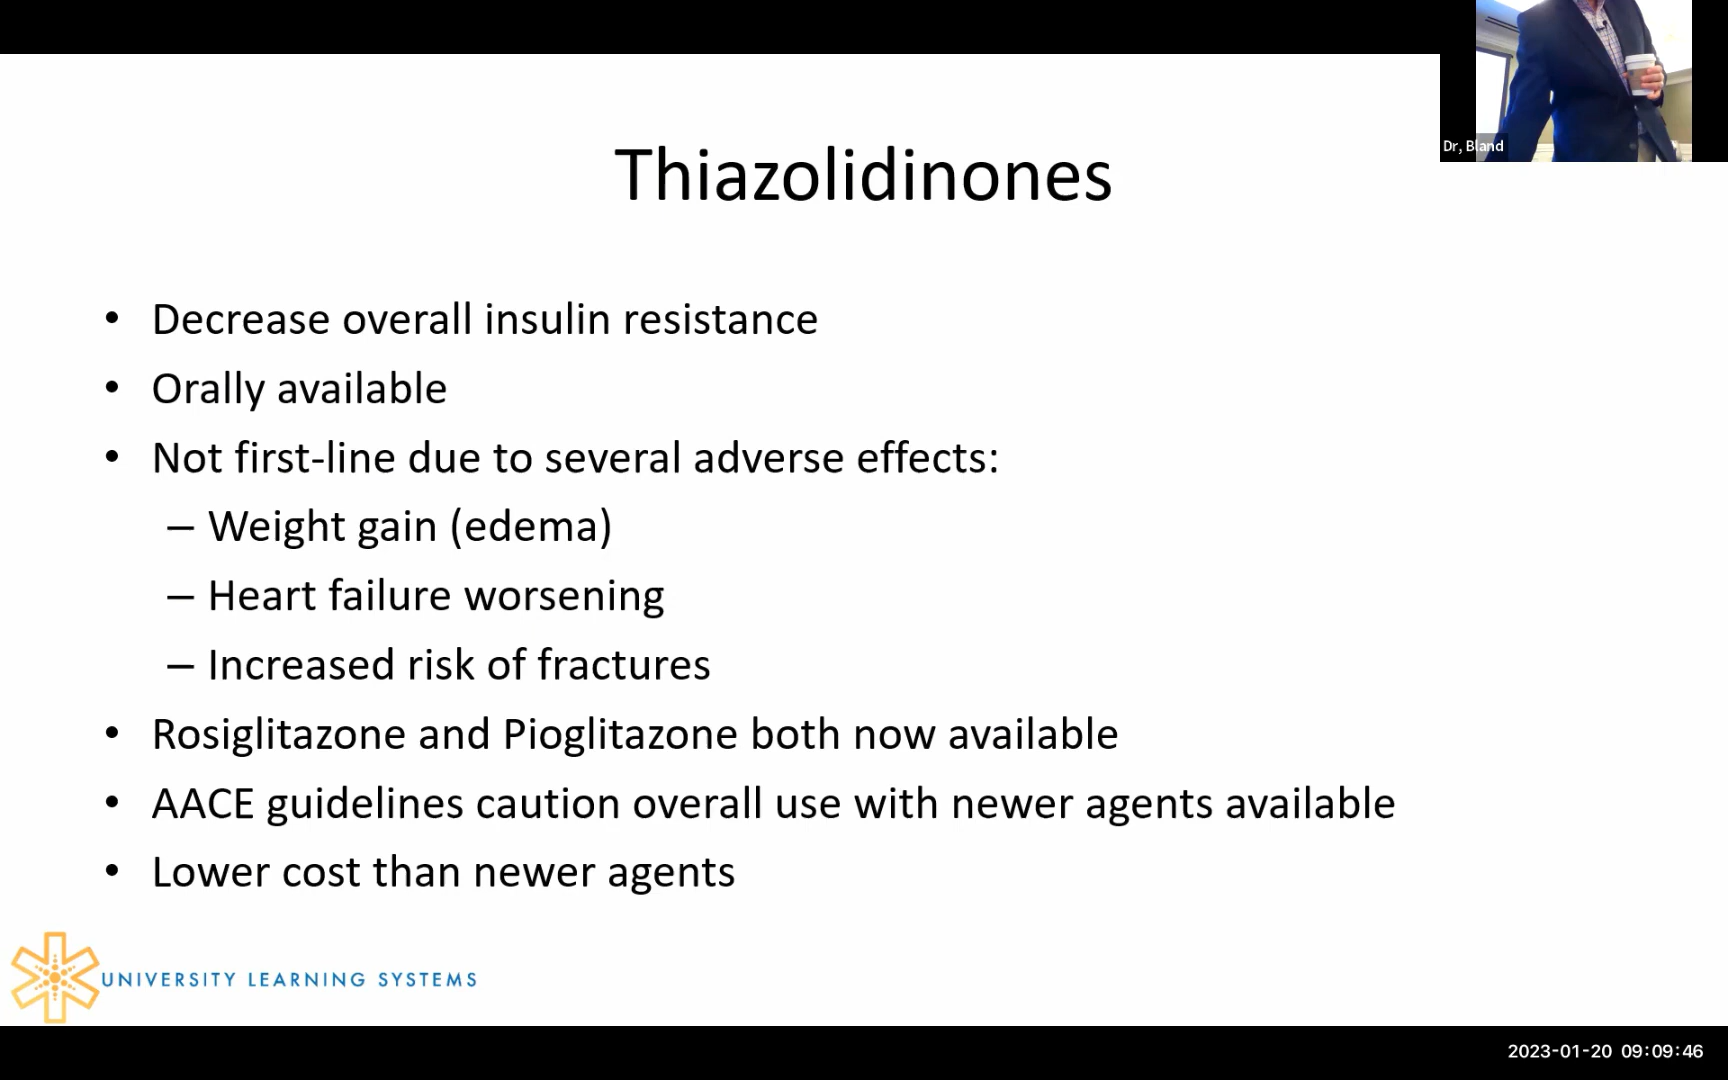 Dr, Bland
Thiazolidinones
• Decrease overall insulin resistance
• Orally available
• Not first-line due to several adverse effects:
– Weight gain (edema)
– Heart failure worsening
– Increased risk of fractures
• Rosiglitazone and Pioglitazone both now available
• AACE guidelines caution overall use with newer agents available
• Lower cost than newer agents
UNIVERSITY LEARNING SYSTEMS
2023-01-20 09:09:46